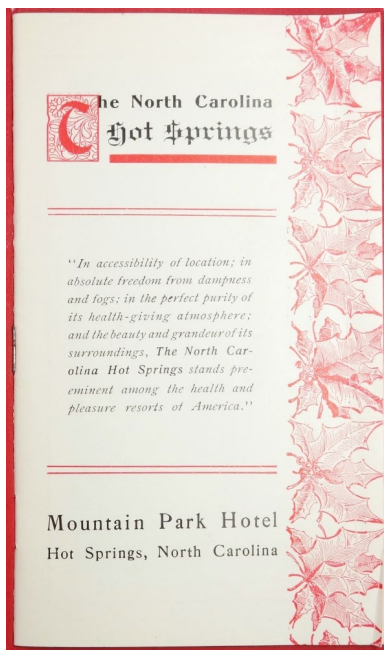 The North Carolina
Hot Springs
"In accessibility of location; in
absolute freedom from dampness
and fogs; in the perfect purity of
its health-giving atmosphere;
and the beauty and grandeur of its
surroundings, The North Car-
olina Hot Springs stands pre-
eminent among the health and
pleasure resorts of America."
Mountain Park Hotel
Hot Springs, North Carolina